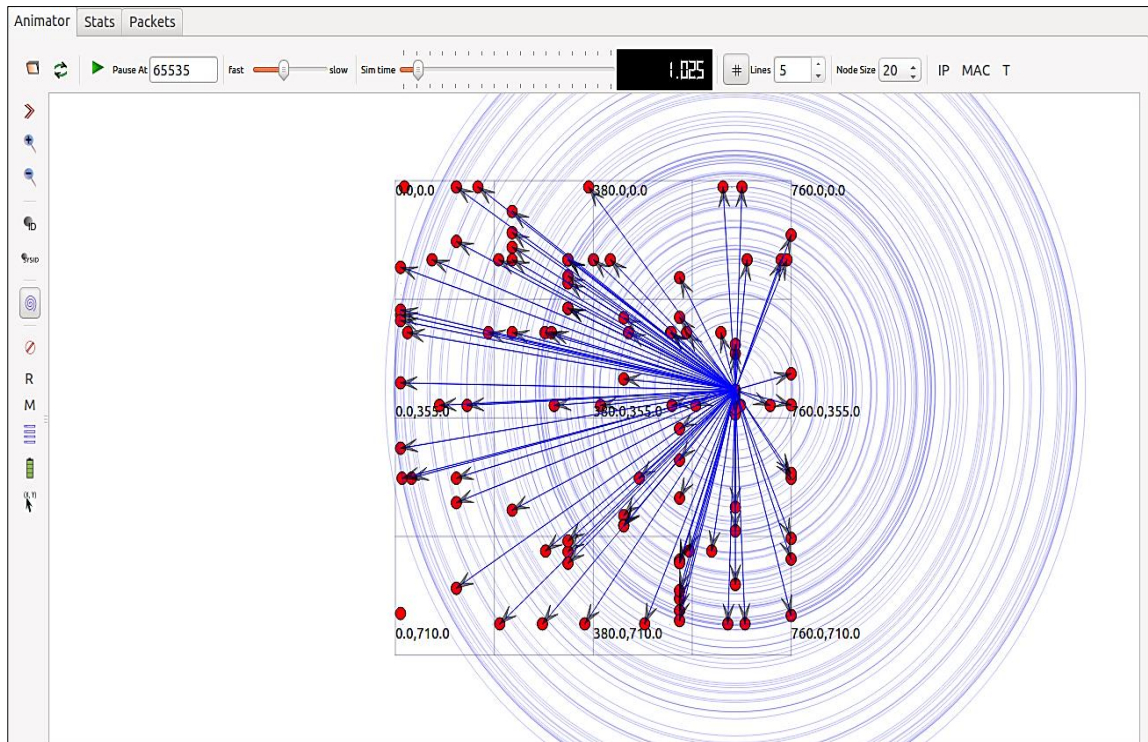 Animator Stats Packets
Pause At 65535 fast slow Sim time 1.025 # Lines 5 Node Size 20 IP MAC T
ID
SYSID
R
M
(X, Y)
0.0,0.0 380.0,0.0 760.0,0.0
0.0,355.0 380.0,355.0 760.0,355.0
0.0,710.0 380.0,710.0 760.0,710.0